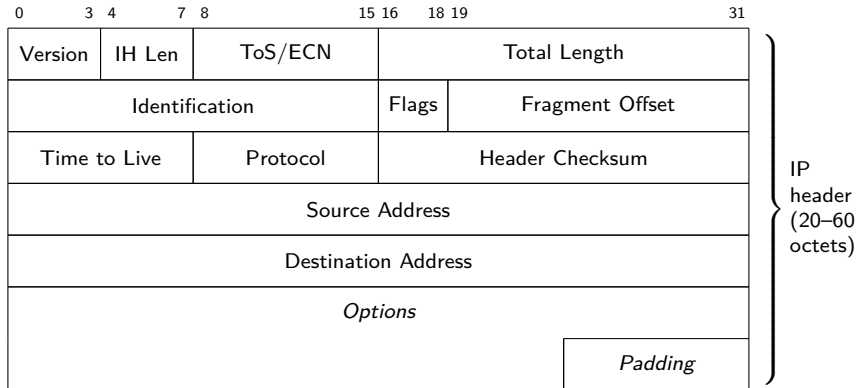 0 3 4 7 8 15 16 18 19 31
Version IH Len ToS/ECN Total Length
Identification Flags Fragment Offset
Time to Live Protocol Header Checksum
Source Address
Destination Address
Options
Padding
IP
header
(20–60
octets)